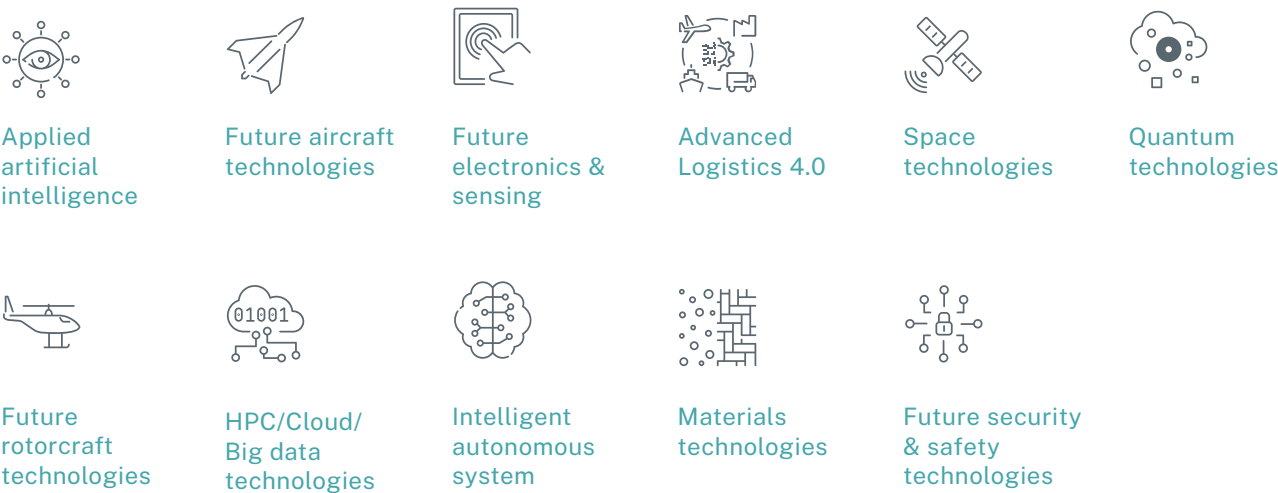 Applied
artificial
intelligence
Future aircraft
technologies
Future
electronics &
sensing
Advanced
Logistics 4.0
Space
technologies
Quantum
technologies
Future
rotorcraft
technologies
01001
HPC/Cloud/
Big data
technologies
Intelligent
autonomous
system
Materials
technologies
Future security
& safety
technologies